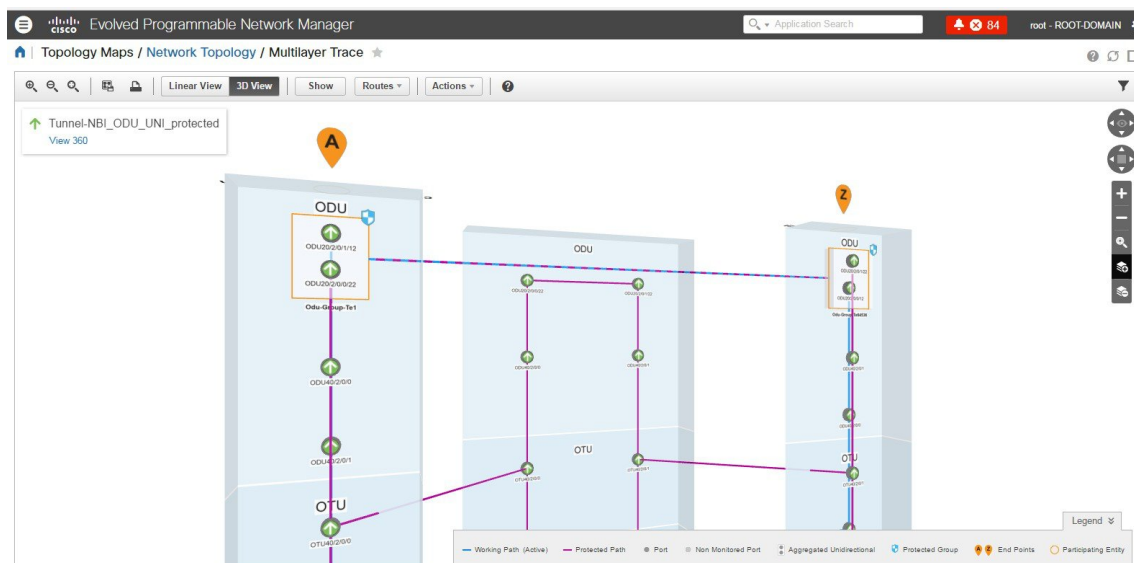 cisco Evolved Programmable Network Manager
Application Search
84
root - ROOT-DOMAIN
Topology Maps / Network Topology / Multilayer Trace
Linear View 3D View Show Routes Actions
Tunnel-NBI_ODU_UNI_protected
View 360
A
Z
ODU
ODU20/2/0/1/12
ODU20/2/0/0/22
Odu-Group-Te1
ODU40/2/0/0
ODU40/2/0/1
OTU
OTU40/2/0/0
ODU
OTU
ODU
OTU
Legend
Working Path (Active) Protected Path Port Non Monitored Port Aggregated Unidirectional Protected Group A Z End Points Participating Entity